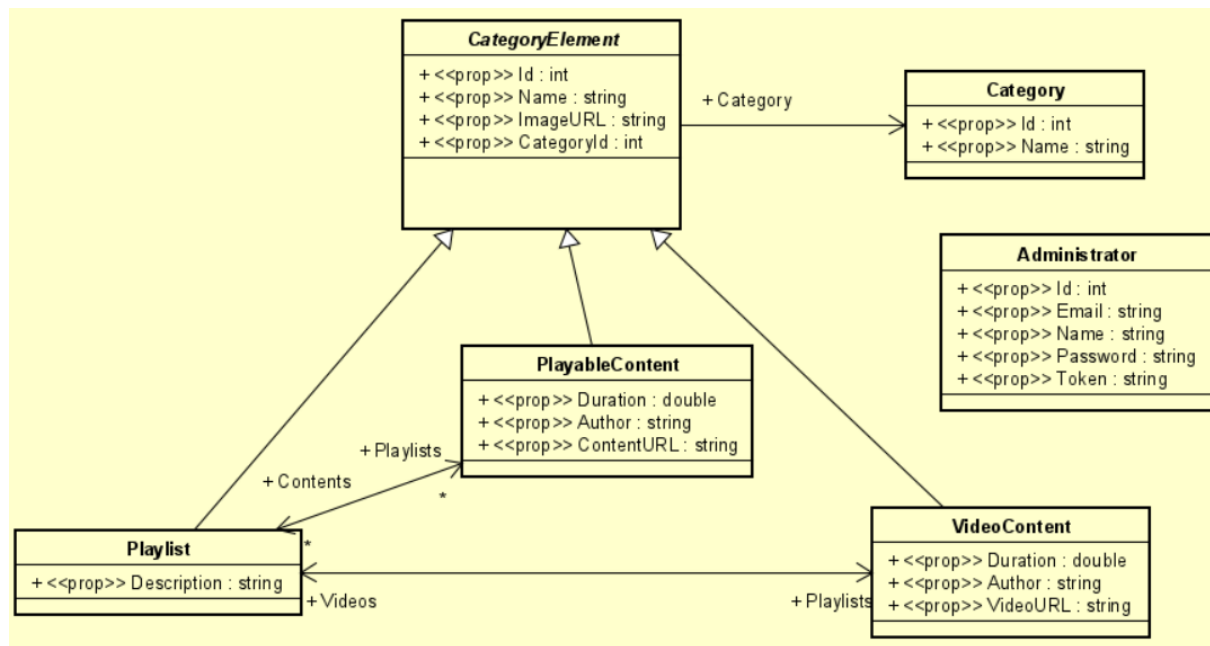 CategoryElement
+ <<prop>> Id : int
+ <<prop>> Name : string
+ <<prop>> ImageURL : string
+ <<prop>> CategoryId : int
+ Category
Category
+ <<prop>> Id : int
+ <<prop>> Name : string
Administrator
+ <<prop>> Id : int
+ <<prop>> Email : string
+ <<prop>> Name : string
+ <<prop>> Password : string
+ <<prop>> Token : string
PlayableContent
+ <<prop>> Duration : double
+ <<prop>> Author : string
+ <<prop>> ContentURL : string
+ Playlists
*
+ Contents
*
Playlist
+ <<prop>> Description : string
+ Videos
+ Playlists
VideoContent
+ <<prop>> Duration : double
+ <<prop>> Author : string
+ <<prop>> VideoURL : string